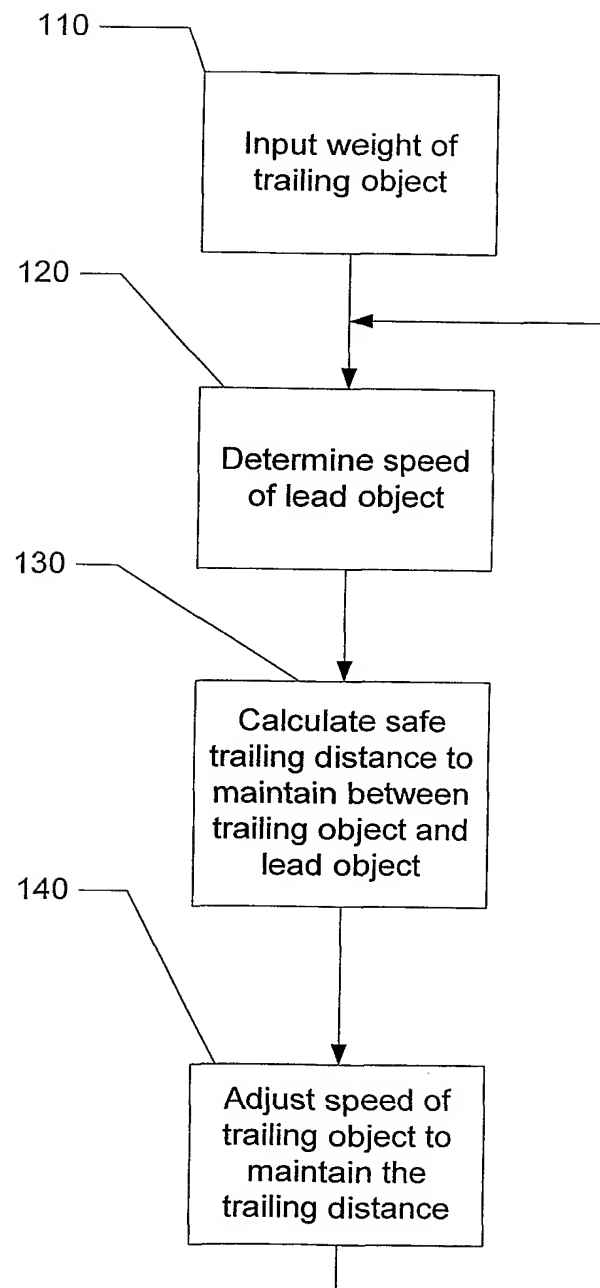 110
Input weight of
trailing object
120
Determine speed
of lead object
130
Calculate safe
trailing distance to
maintain between
trailing object and
lead object
140
Adjust speed of
trailing object to
maintain the
trailing distance